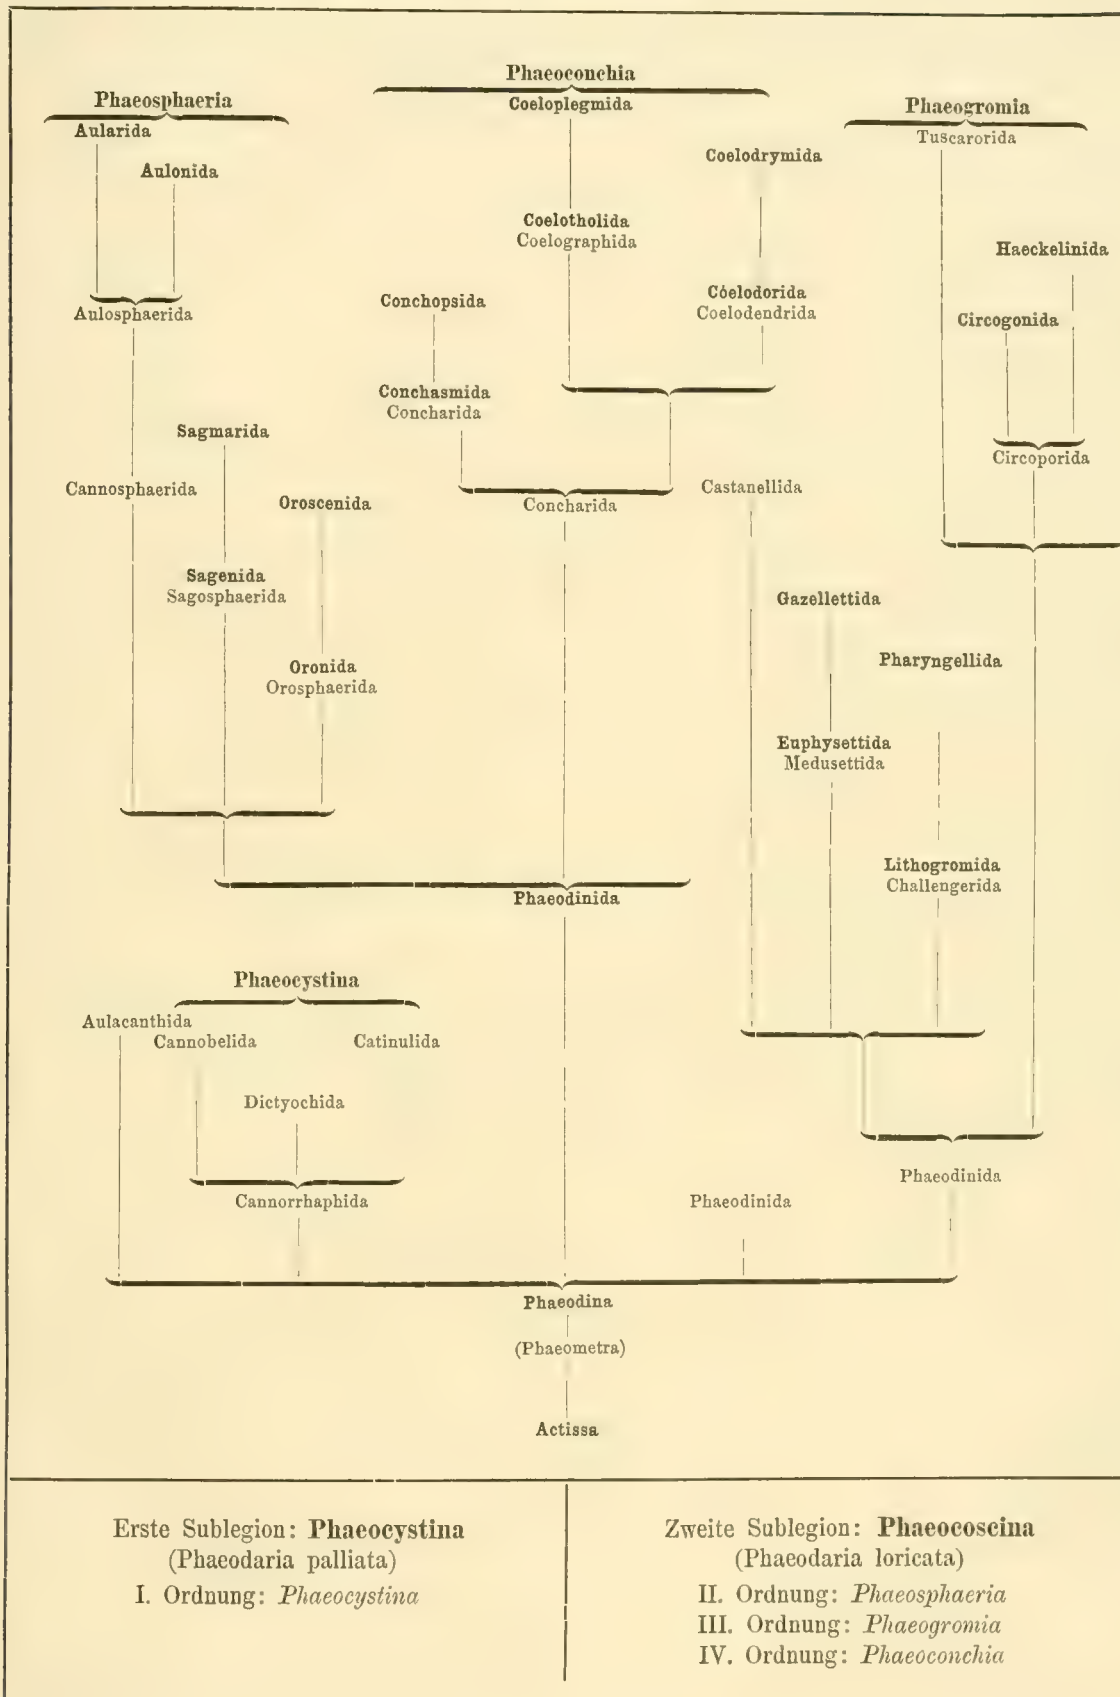 Phaeoconchia
Phaeosphaeria
Coeloplegmida
Phaeogromia
Aularida
Tuscarorida
Aulonida
Coelodrymida
Coelotholida
Coelographida
Haeckelinida
Cóelodorida
Conchopsida
Aulosphaerida
Coelodendrida
Circogonida
Conchasmida
Concharida
Sagmarida
Circoporida
Cannosphaerida
Castanellida
Oroscenida
Concharida
Sagenida
Sagosphaerida
Gazellettida
Pharyngellida
Oronida
Orosphaerida
Euphysettida
Medusettida
Lithogromida
Challengerida
Phaeodinida
Phaeocystina
Aulacanthida
Cannobelida
Catinulida
Dictyochida
Phaeodinida
Cannorrhaphida
Phaeodinida
Phaeodina
(Phaeometra)
Actissa
Erste Sublegion: Phaeocystina
(Phaeodaria palliata)
I. Ordnung: Phaeocystina
Zweite Sublegion: Phaeocoscina
(Phaeodaria loricata)
II. Ordnung: Phaeosphaeria
III. Ordnung: Phaeogromia
IV. Ordnung: Phaeoconchia